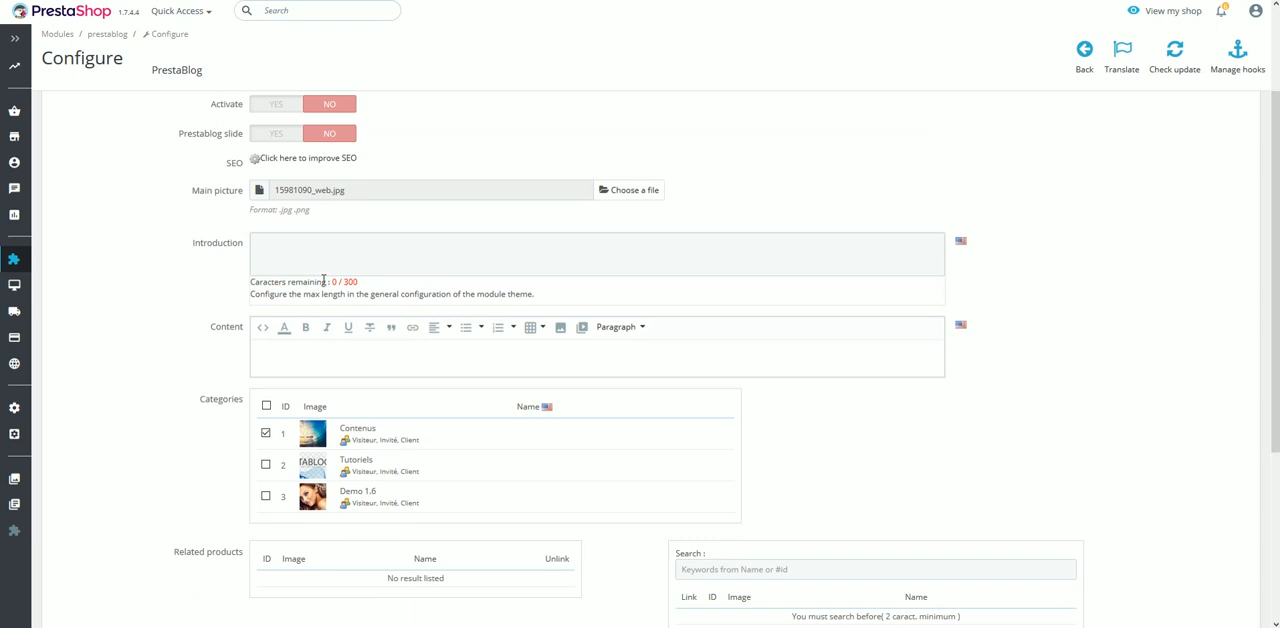 PrestaShop 1.7.4.4 Quick Access Search View my shop
Modules / prestablog / Configure
Configure
PrestaBlog
Back Translate Check update Manage hooks
Activate YES NO
Prestablog slide YES NO
SEO Click here to improve SEO
Main picture 15981090_web.jpg Choose a file
Format: .jpg .png
Introduction
Caracters remaining : 0 / 300
Configure the max length in the general configuration of the module theme.
Content Paragraph
Categories
ID Image Name
1 Contenus
Visiteur, Invité, Client
2 Tutoriels
Visiteur, Invité, Client
3 Demo 1.6
Visiteur, Invité, Client
Related products
ID Image Name Unlink
No result listed
Search :
Keywords from Name or #id
Link ID Image Name
You must search before( 2 caract. minimum )